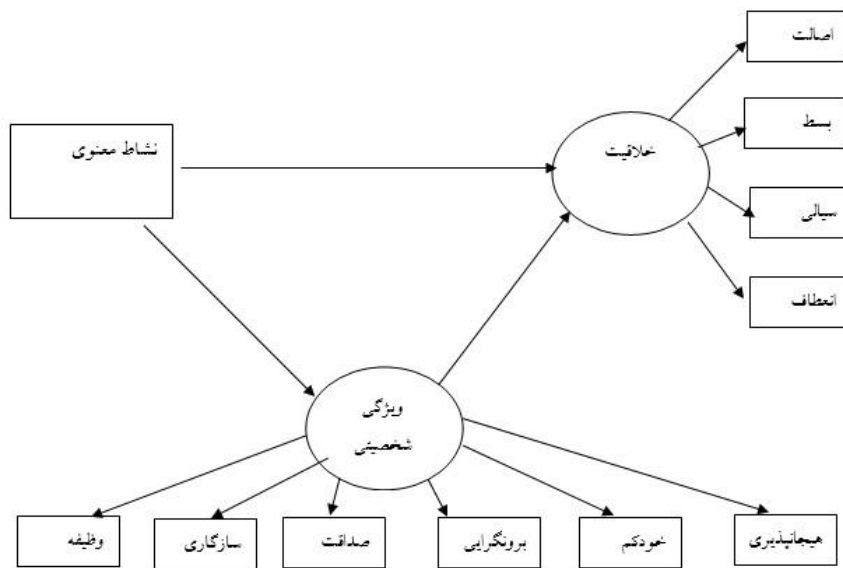 اصالت
بسط
نشاط معنوی
خلاقیت
سیالی
انعطاف
ویژگی
شخصیتی
وظیفه
سازگاری
صداقت
برونگرایی
خودکم
هیجانپذیری